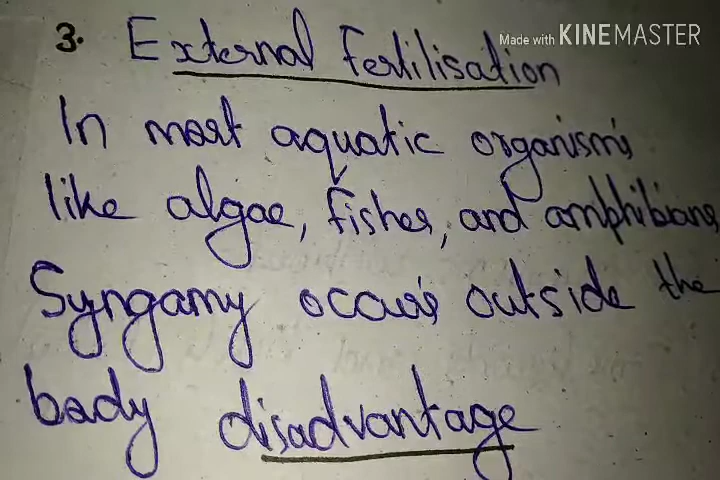 3. External Fertilisation
Made with KINEMASTER
In most aquatic organisms
like algae, fishes, and amphibians
Syngamy occurs outside the
body disadvantage